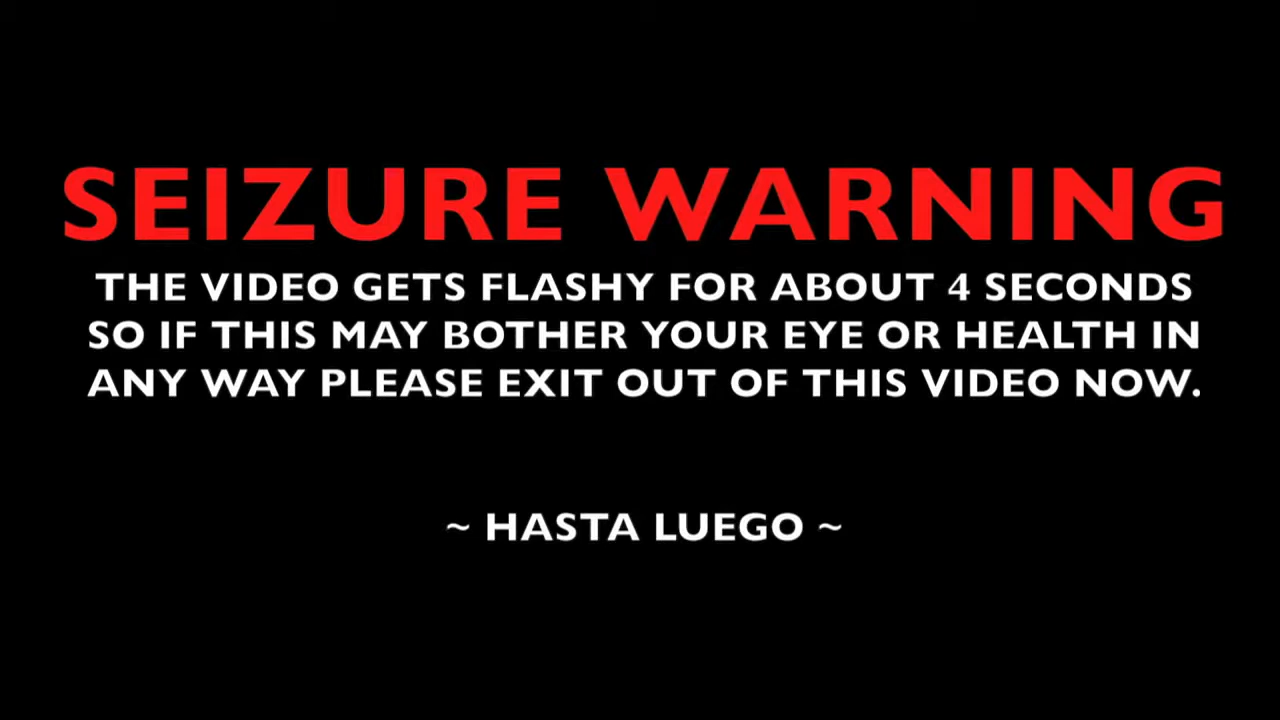 SEIZURE WARNING
THE VIDEO GETS FLASHY FOR ABOUT 4 SECONDS
SO IF THIS MAY BOTHER YOUR EYE OR HEALTH IN
ANY WAY PLEASE EXIT OUT OF THIS VIDEO NOW.
~ HASTA LUEGO ~